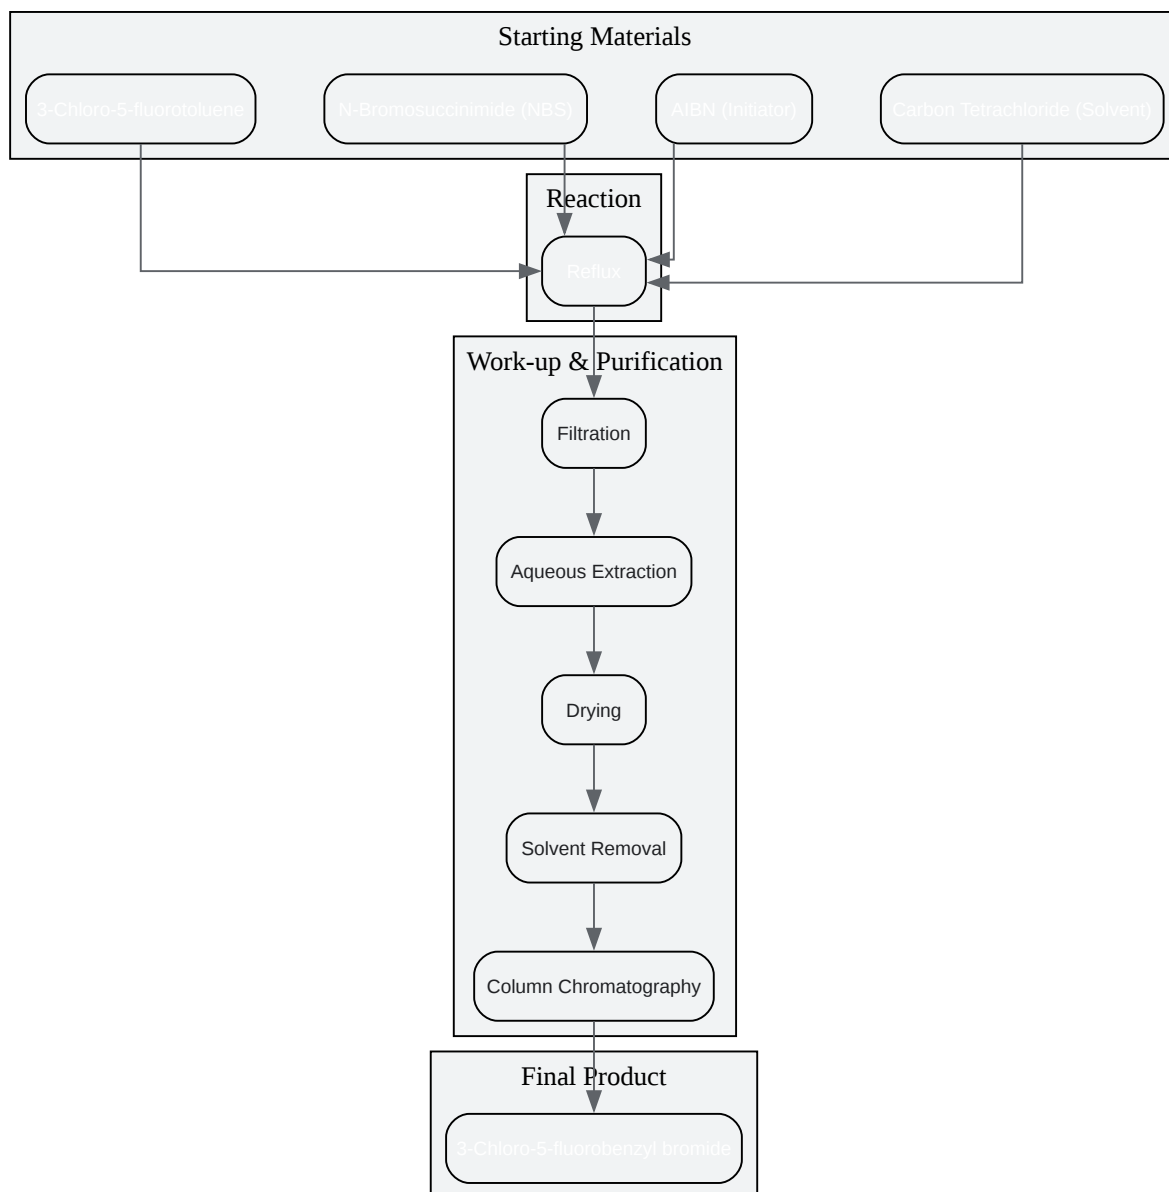 Starting Materials
3-Chloro-5-fluorotoluene
N-Bromosuccinimide (NBS)
AIBN (Initiator)
Carbon Tetrachloride (Solvent)
Reaction
Reflux
Work-up & Purification
Filtration
Aqueous Extraction
Drying
Solvent Removal
Column Chromatography
Final Product
3-Chloro-5-fluorobenzyl bromide